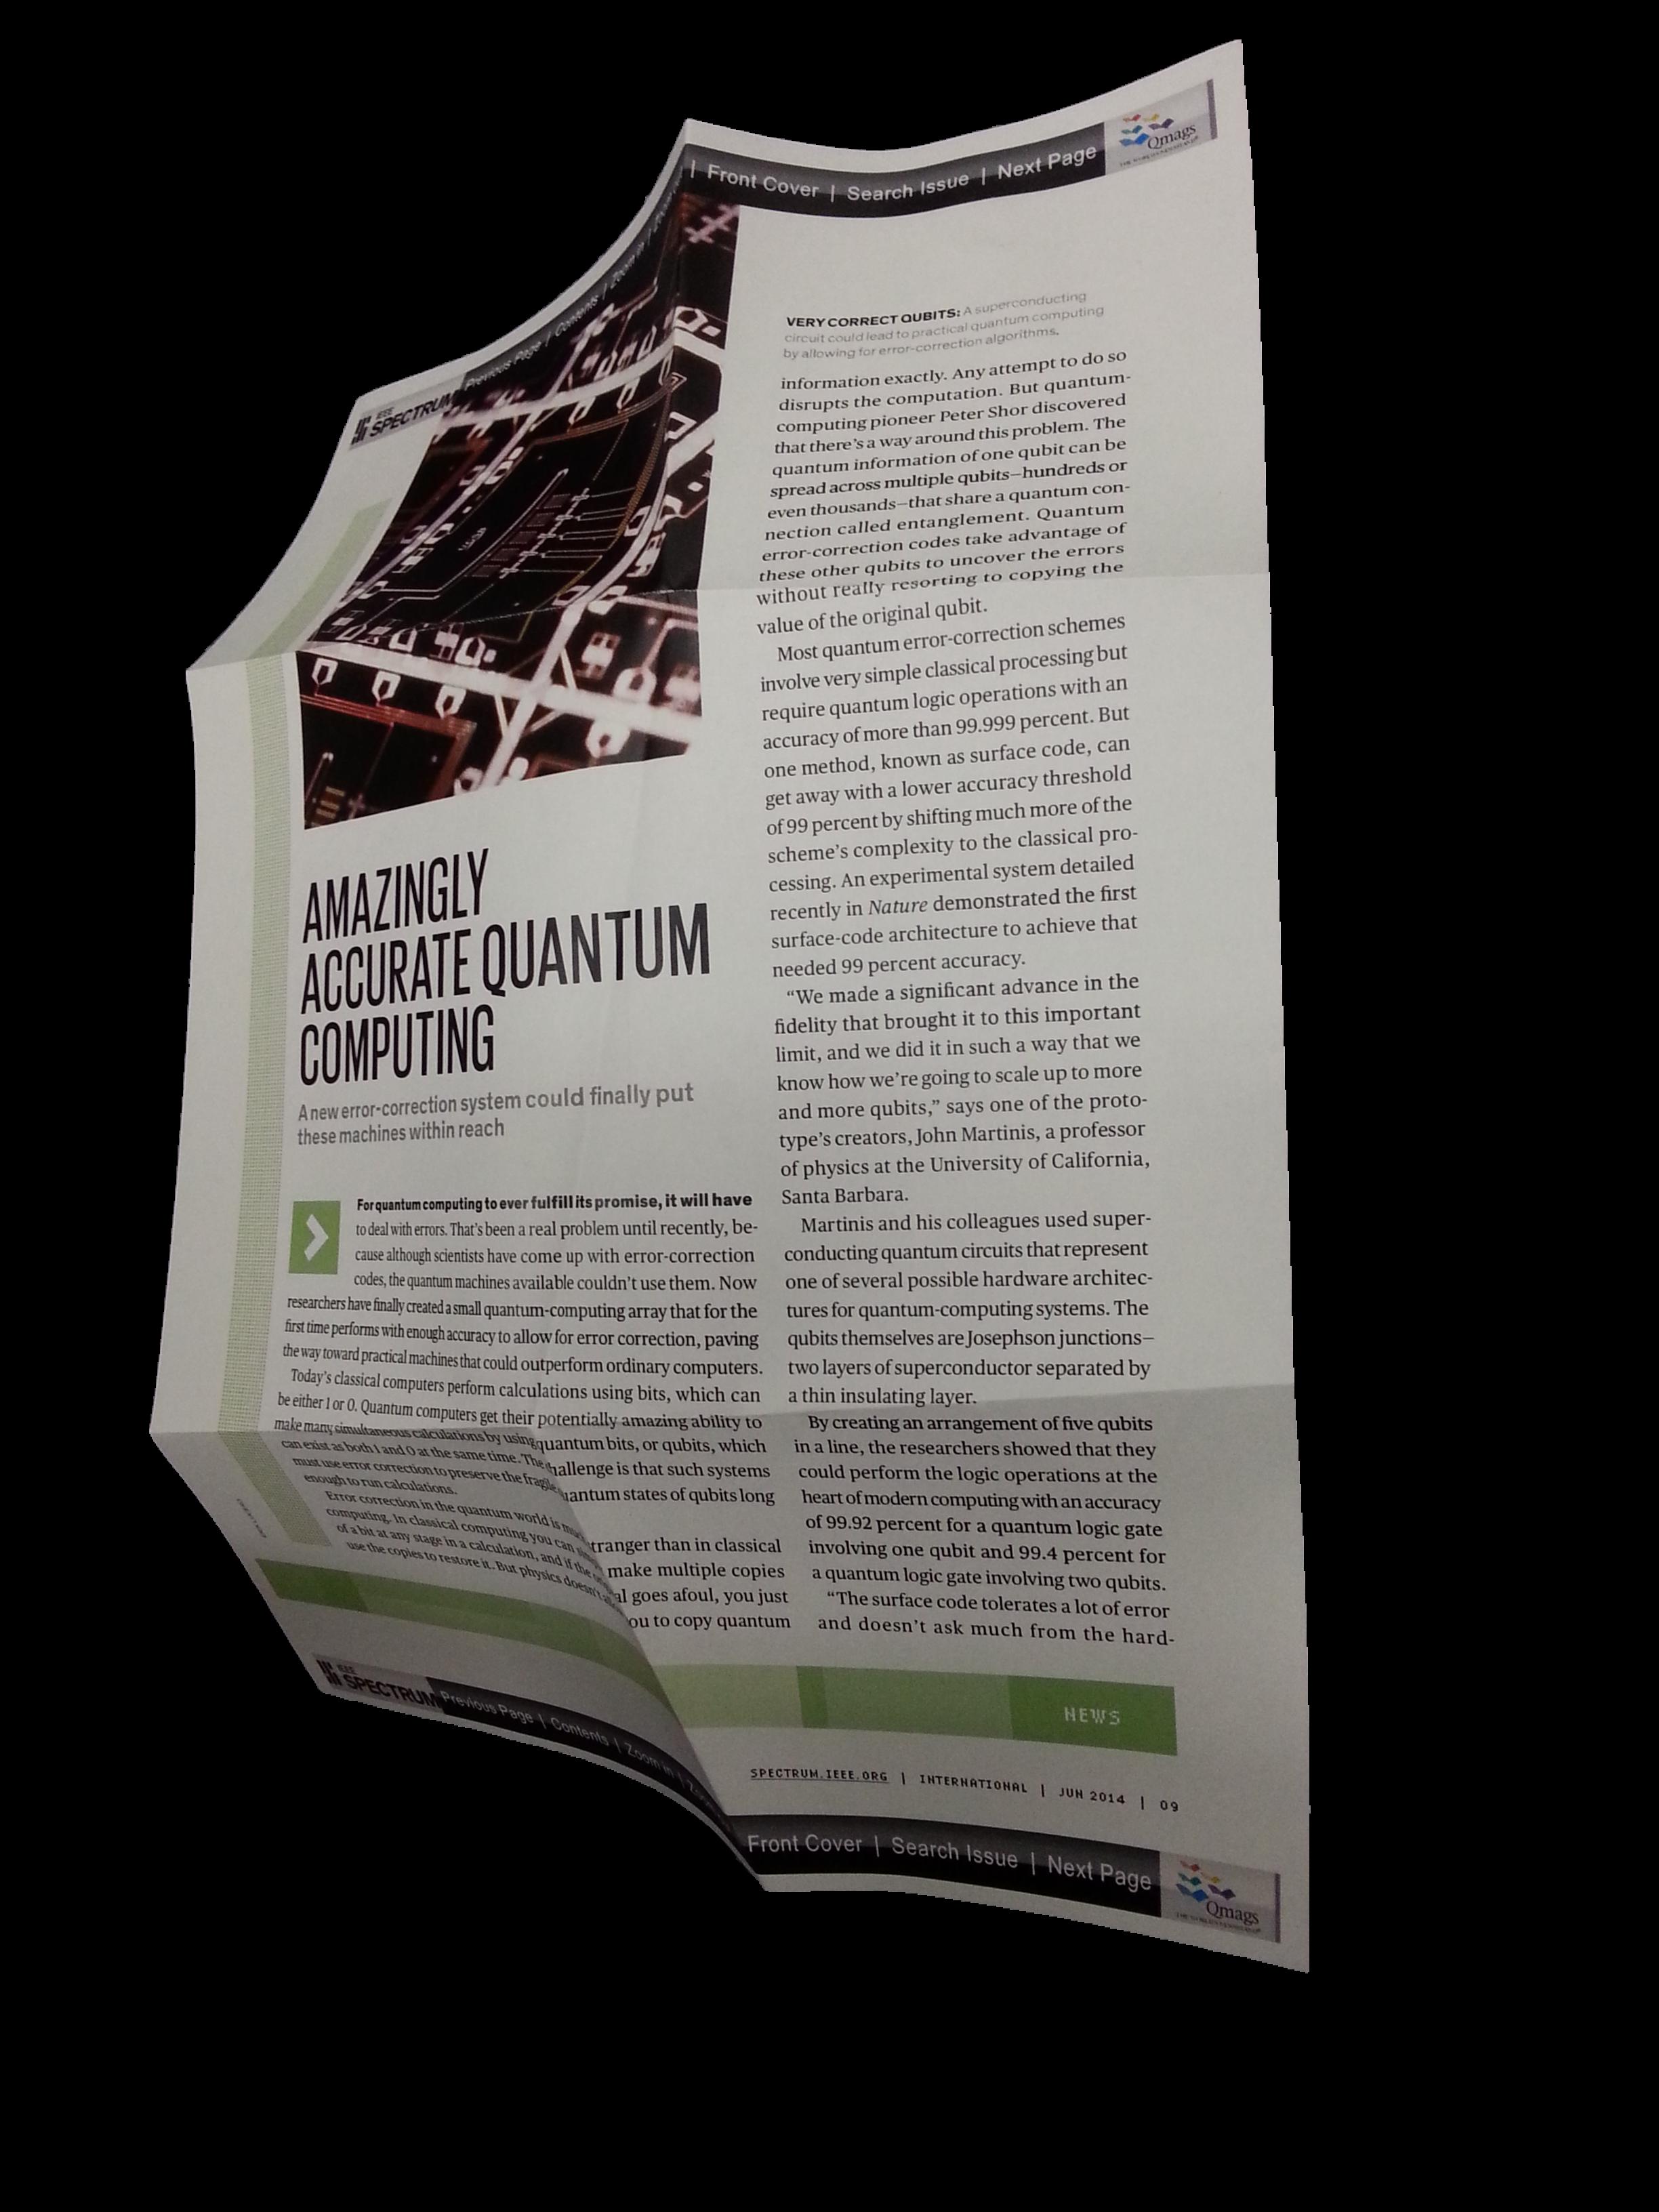 IEEE
SPECTRUM Previous Page | Contents | Zoom in | Zoom | Front Cover | Search Issue | Next Page Qmags
AMAZINGLY
ACCURATE QUANTUM
COMPUTING
A new error-correction system could finally put
these machines within reach
For quantum computing to ever fulfill its promise, it will have
to deal with errors. That's been a real problem until recently, be-
cause although scientists have come up with error-correction
codes, the quantum machines available couldn't use them. Now
researchers have finally created a small quantum-computing array that for the
first time performs with enough accuracy to allow for error correction, paving
the way toward practical machines that could outperform ordinary computers.
Today's classical computers perform calculations using bits, which can
be either 1 or 0. Quantum computers get their potentially amazing ability to
make many simultaneous calculations by using quantum bits, or qubits, which
can exist as both 1 and 0 at the same time. The challenge is that such systems
must use error correction to preserve the fragile quantum states of qubits long
enough to run calculations.
Error correction in the quantum world is much stranger than in classical
computing. In classical computing you can simply make multiple copies
of a bit at any stage in a calculation, and if the original goes afoul, you just
use the copies to restore it. But physics doesn't allow you to copy quantum
VERY CORRECT QUBITS: A superconducting
circuit could lead to practical quantum computing
by allowing for error-correction algorithms.
information exactly. Any attempt to do so
disrupts the computation. But quantum-
computing pioneer Peter Shor discovered
that there's a way around this problem. The
quantum information of one qubit can be
spread across multiple qubits—hundreds or
even thousands—that share a quantum con-
nection called entanglement. Quantum
error-correction codes take advantage of
these other qubits to uncover the errors
without really resorting to copying the
value of the original qubit.
Most quantum error-correction schemes
involve very simple classical processing but
require quantum logic operations with an
accuracy of more than 99.999 percent. But
one method, known as surface code, can
get away with a lower accuracy threshold
of 99 percent by shifting much more of the
scheme's complexity to the classical pro-
cessing. An experimental system detailed
recently in Nature demonstrated the first
surface-code architecture to achieve that
needed 99 percent accuracy.
"We made a significant advance in the
fidelity that brought it to this important
limit, and we did it in such a way that we
know how we're going to scale up to more
and more qubits," says one of the proto-
type's creators, John Martinis, a professor
of physics at the University of California,
Santa Barbara.
Martinis and his colleagues used super-
conducting quantum circuits that represent
one of several possible hardware architec-
tures for quantum-computing systems. The
qubits themselves are Josephson junctions—
two layers of superconductor separated by
a thin insulating layer.
By creating an arrangement of five qubits
in a line, the researchers showed that they
could perform the logic operations at the
heart of modern computing with an accuracy
of 99.92 percent for a quantum logic gate
involving one qubit and 99.4 percent for
a quantum logic gate involving two qubits.
"The surface code tolerates a lot of error
and doesn't ask much from the hard-
NEWS
SPECTRUM.IEEE.ORG | INTERNATIONAL | JUN 2014 | 09
IEEE
SPECTRUM Previous Page | Contents | Zoom in | Front Cover | Search Issue | Next Page Qmags